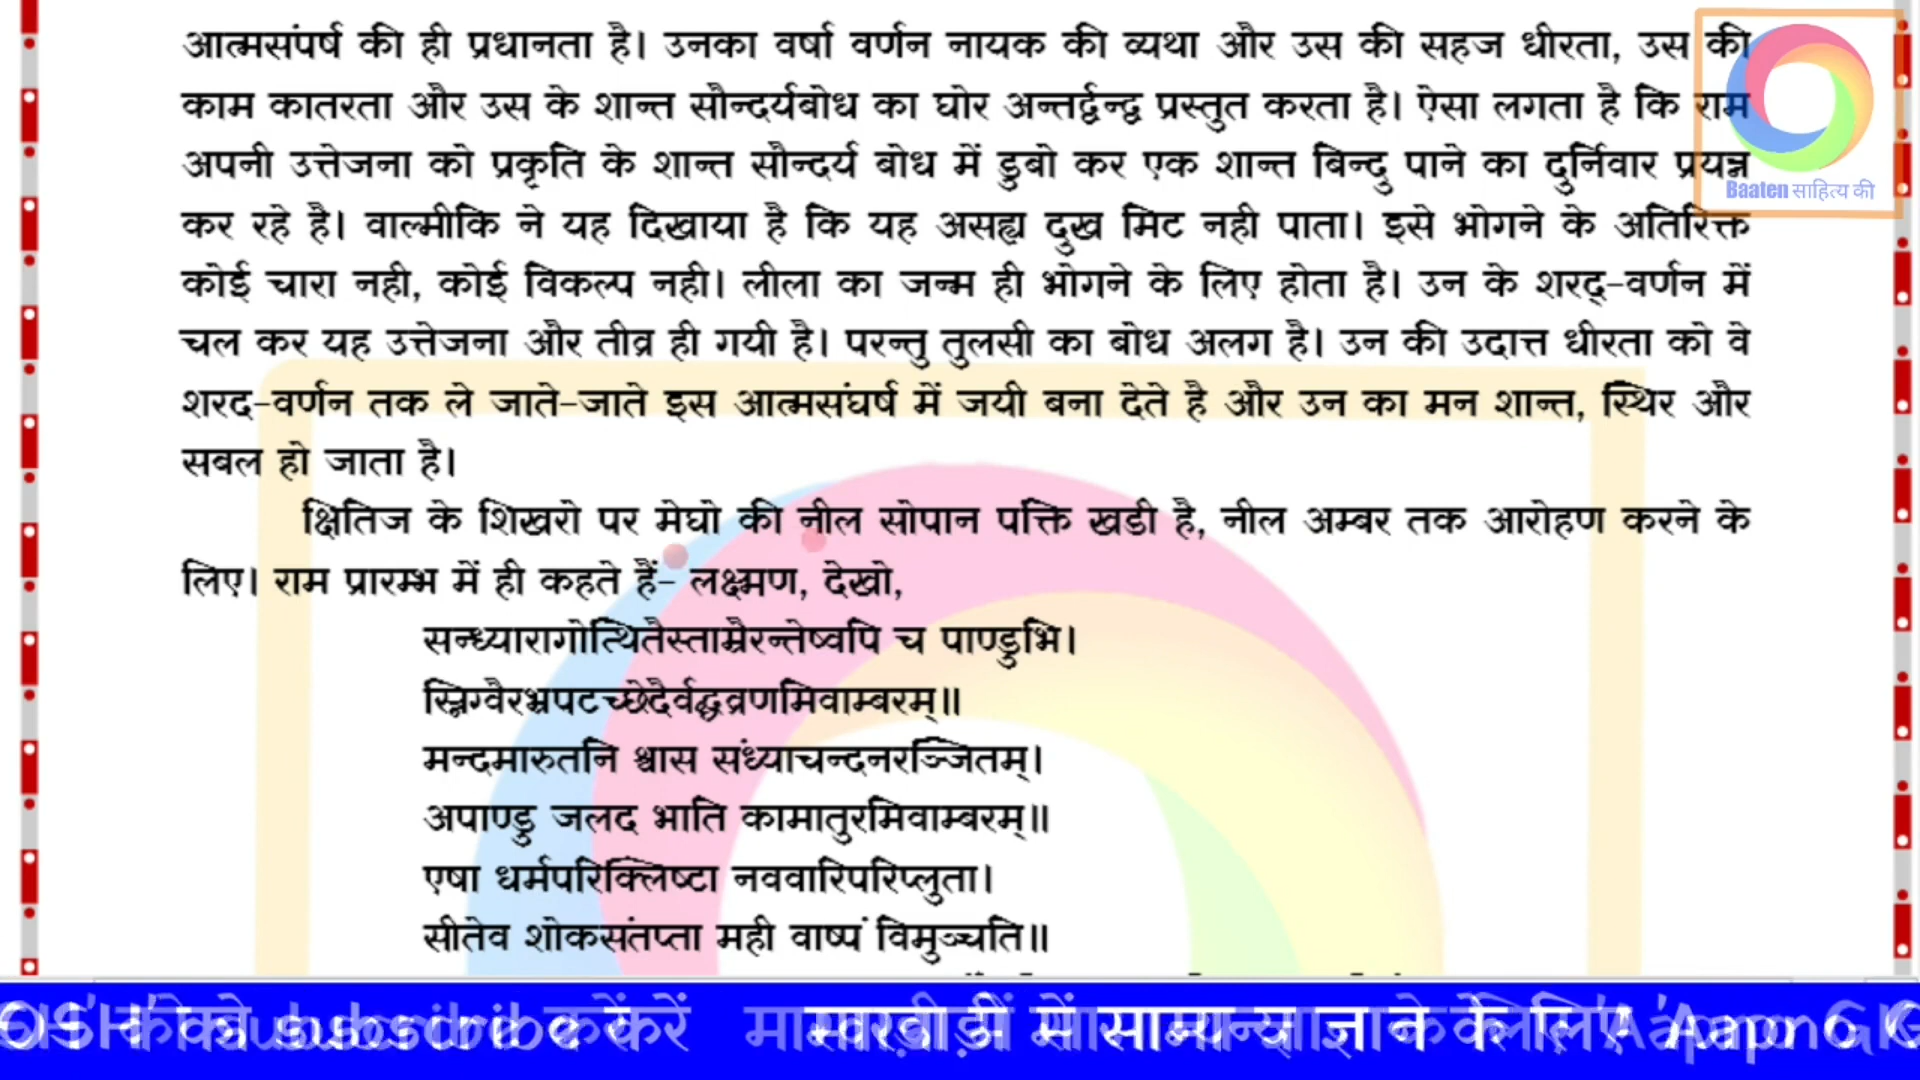 आत्मसंपर्ष की ही प्रधानता है। उनका वर्षा वर्णन नायक की व्यथा और उस की सहज धीरता, उस की
काम कातरता और उस के शान्त सौन्दर्यबोध का घोर अन्तर्द्वन्द्व प्रस्तुत करता है। ऐसा लगता है कि राम
अपनी उत्तेजना को प्रकृति के शान्त सौन्दर्य बोध में डुबो कर एक शान्त बिन्दु पाने का दुर्निवार प्रयन्न
कर रहे है। वाल्मीकि ने यह दिखाया है कि यह असह्य दुख मिट नही पाता। इसे भोगने के अतिरिक्त
कोई चारा नही, कोई विकल्प नही। लीला का जन्म ही भोगने के लिए होता है। उन के शरद्-वर्णन में
चल कर यह उत्तेजना और तीव्र ही गयी है। परन्तु तुलसी का बोध अलग है। उन की उदात्त धीरता को वे
शरद-वर्णन तक ले जाते-जाते इस आत्मसंघर्ष में जयी बना देते है और उन का मन शान्त, स्थिर और
सबल हो जाता है।
क्षितिज के शिखरो पर मेघो की नील सोपान पक्ति खडी है, नील अम्बर तक आरोहण करने के
लिए। राम प्रारम्भ में ही कहते हैं- लक्ष्मण, देखो,
सन्ध्यारागोत्थितैस्ताम्रैरन्तेष्वपि च पाण्डुभि।
स्निग्वैरभ्रपटच्छेदैर्वद्धव्रणमिवाम्बरम्॥
मन्दमारुतनि श्वास संध्याचन्दनरञ्जितम्।
अपाण्डु जलद भाति कामातुरमिवाम्बरम्॥
एषा धर्मपरिक्लिष्टा नववारिपरिप्लुता।
सीतेव शोकसंतप्ता मही वाष्पं विमुञ्चति॥
Baaten साहित्य की
को subscribe करें में सामान्य ज्ञान के लिए 'Apno